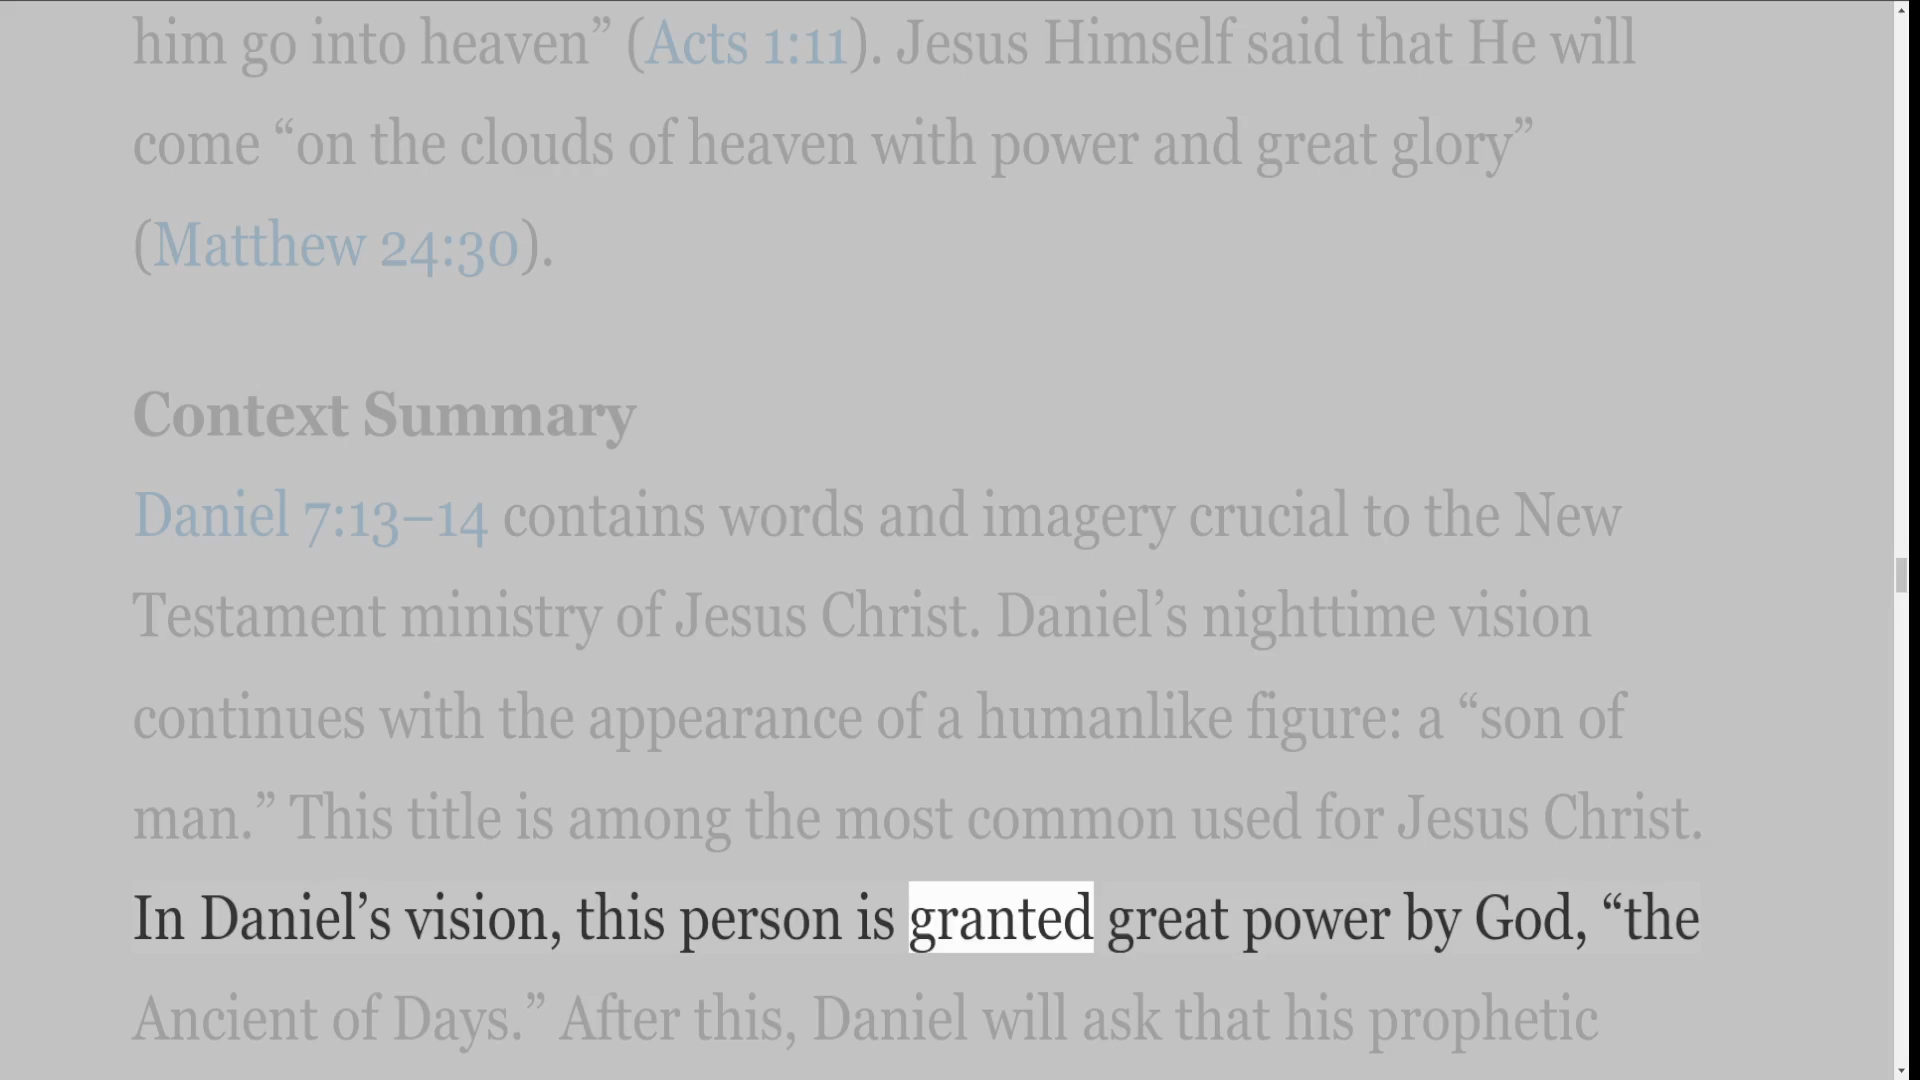 him go into heaven” (Acts 1:11). Jesus Himself said that He will
come “on the clouds of heaven with power and great glory”
(Matthew 24:30).
Context Summary
Daniel 7:13–14 contains words and imagery crucial to the New
Testament ministry of Jesus Christ. Daniel’s nighttime vision
continues with the appearance of a humanlike figure: a “son of
man.” This title is among the most common used for Jesus Christ.
In Daniel’s vision, this person is granted great power by God, “the
Ancient of Days.” After this, Daniel will ask that his prophetic